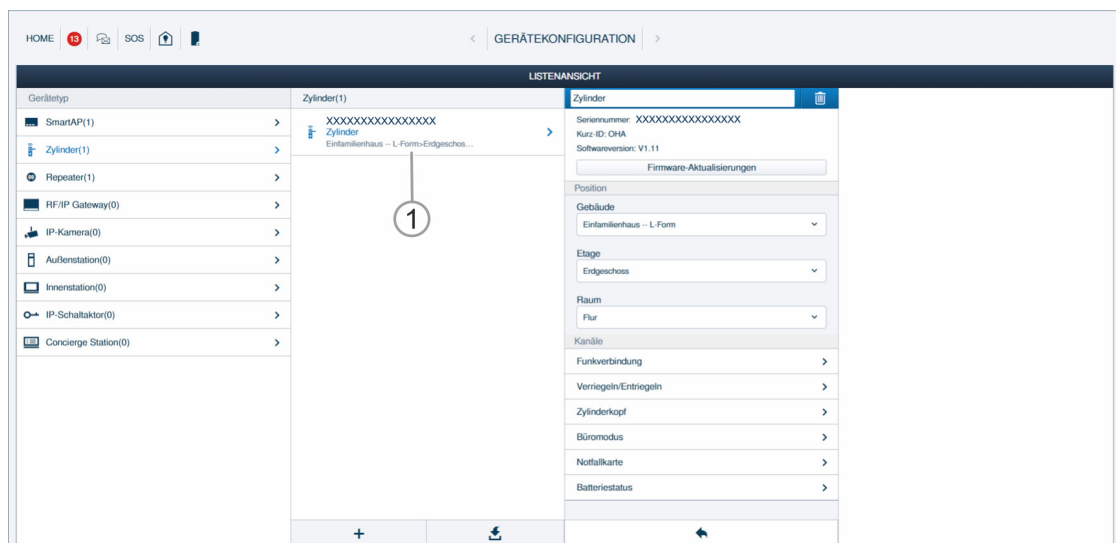 HOME 13 SOS < GERÄTEKONFIGURATION >
LISTENANSICHT
Gerätetyp
SmartAP(1)
Zylinder(1)
Repeater(1)
RF/IP Gateway(0)
IP-Kamera(0)
Außenstation(0)
Innenstation(0)
IP-Schaltaktor(0)
Concierge Station(0)
Zylinder(1)
XXXXXXXXXXXXXXXX
Zylinder
Einfamilienhaus -- L-Form>Erdgeschos...
1
+
Zylinder
Seriennummer: XXXXXXXXXXXXXXXX
Kurz-ID: OHA
Softwareversion: V1.11
Firmware-Aktualisierungen
Position
Gebäude
Einfamilienhaus -- L-Form
Etage
Erdgeschoss
Raum
Flur
Kanäle
Funkverbindung
Verriegeln/Entriegeln
Zylinderkopf
Büromodus
Notfallkarte
Batteriestatus